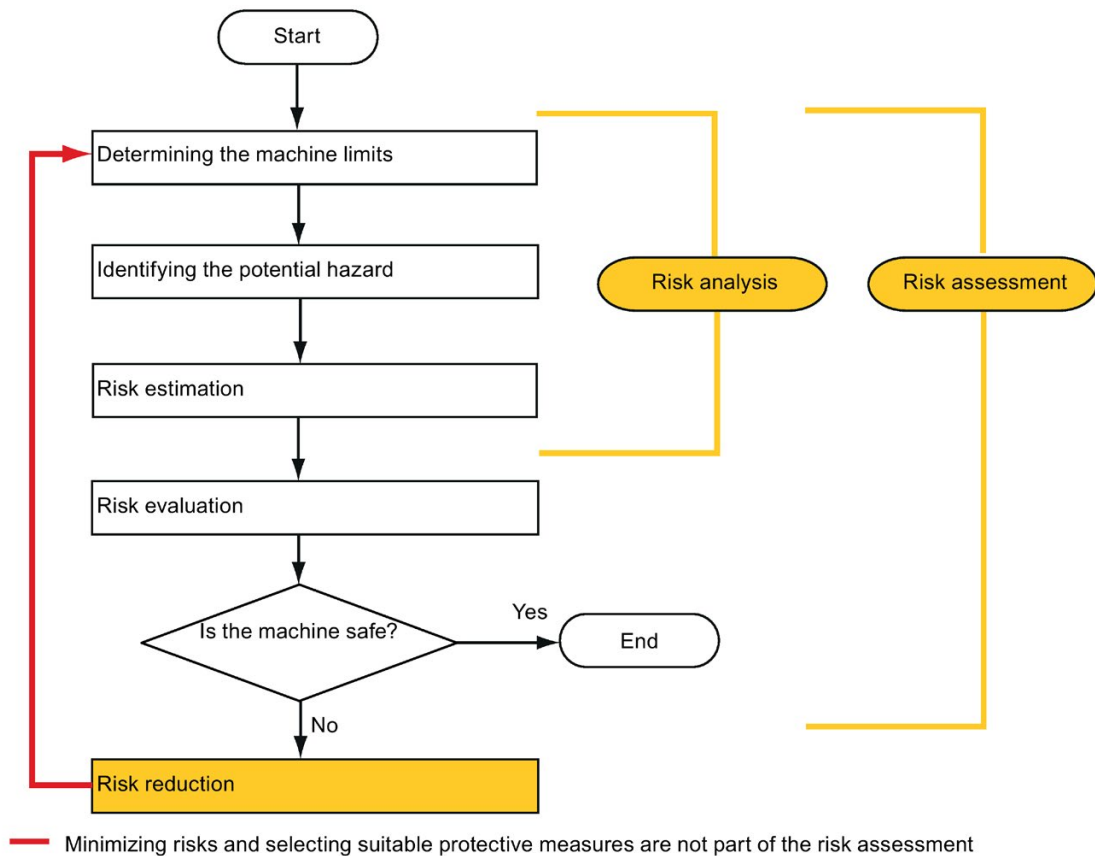 Start
Determining the machine limits
Identifying the potential hazard
Risk analysis
Risk assessment
Risk estimation
Risk evaluation
Is the machine safe?
Yes
End
No
Risk reduction
Minimizing risks and selecting suitable protective measures are not part of the risk assessment